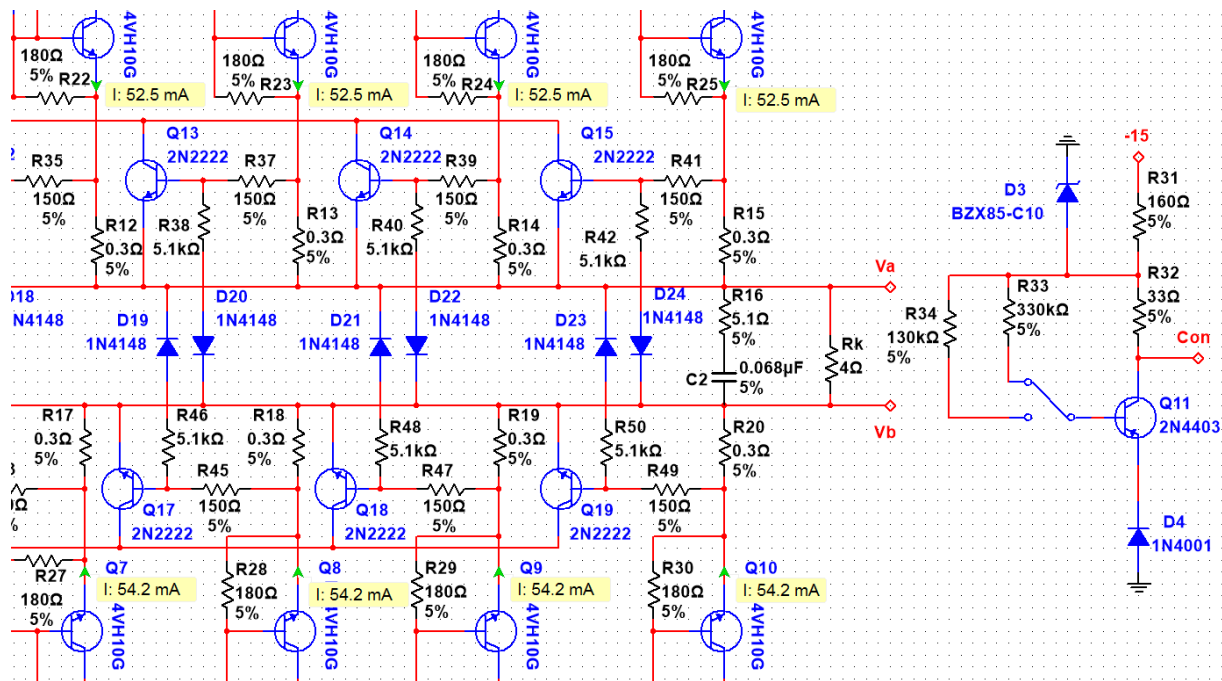 4VH10G
4VH10G
4VH10G
4VH10G
180Ω
5%
R22
180Ω
5%
R23
180Ω
5%
R24
180Ω
5%
R25
I: 52.5 mA
I: 52.5 mA
I: 52.5 mA
I: 52.5 mA
Q13
2N2222
Q14
2N2222
Q15
2N2222
R35
150Ω
5%
R37
150Ω
5%
R39
150Ω
5%
R41
150Ω
5%
R12
0.3Ω
5%
R38
5.1kΩ
R13
0.3Ω
5%
R40
5.1kΩ
R14
0.3Ω
5%
R42
5.1kΩ
R15
0.3Ω
5%
Va
D18
1N4148
D19
1N4148
D20
1N4148
D21
1N4148
D22
1N4148
D23
1N4148
D24
1N4148
R16
5.1Ω
5%
C2
0.068µF
5%
Rk
4Ω
Vb
R17
0.3Ω
5%
R46
5.1kΩ
R18
0.3Ω
5%
R48
5.1kΩ
R19
0.3Ω
5%
R50
5.1kΩ
R20
0.3Ω
5%
R45
150Ω
5%
R47
150Ω
5%
R49
150Ω
5%
Q17
2N2222
Q18
2N2222
Q19
2N2222
R27
180Ω
5%
Q7
I: 54.2 mA
R28
180Ω
5%
Q8
I: 54.2 mA
R29
180Ω
5%
Q9
I: 54.2 mA
R30
180Ω
5%
Q10
I: 54.2 mA
4VH10G
4VH10G
4VH10G
4VH10G
-15
D3
BZX85-C10
R31
160Ω
5%
R34
130kΩ
5%
R33
330kΩ
5%
R32
33Ω
5%
Con
Q11
2N4403
D4
1N4001